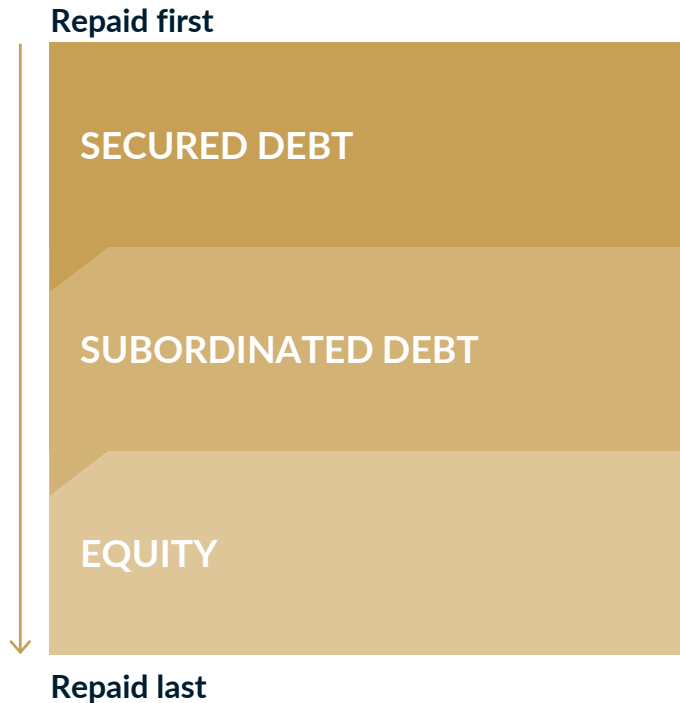 Repaid first
SECURED DEBT
SUBORDINATED DEBT
EQUITY
Repaid last